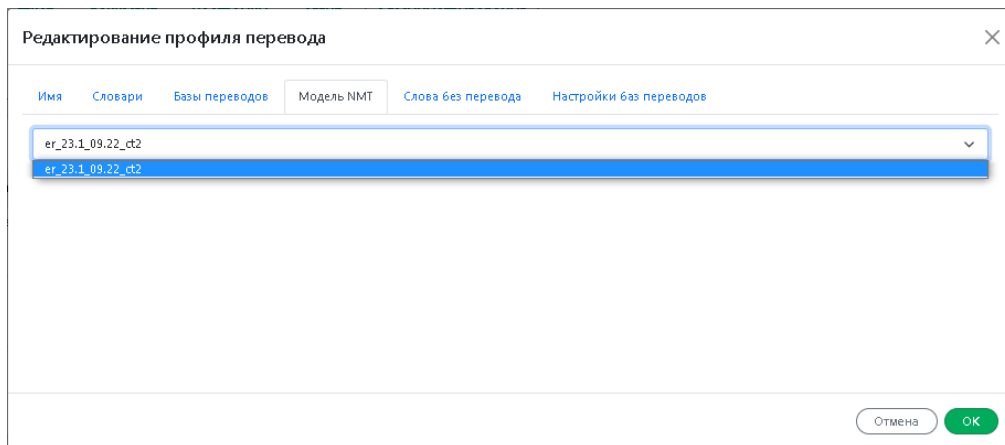 Редактирование профиля перевода
Имя Словари Базы переводов Модель NMT Слова без перевода Настройки баз переводов
er_23.1_09.22_ct2
er_23.1_09.22_ct2
Отмена OK